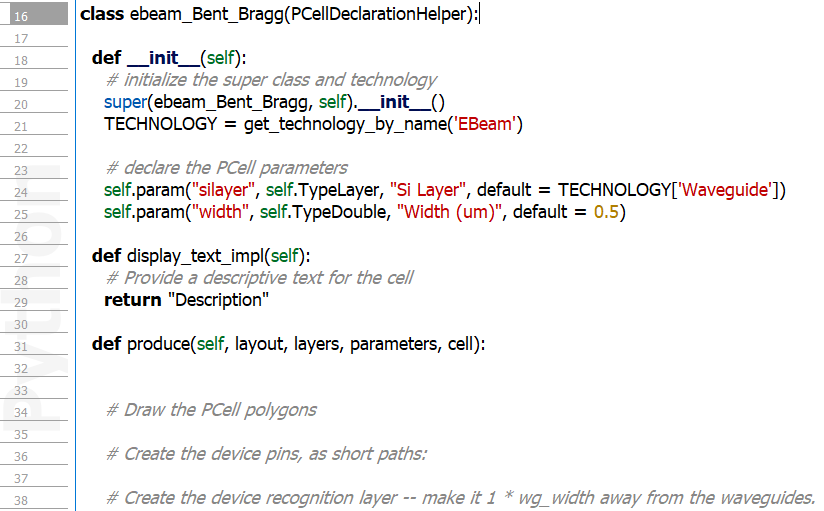 16 class ebeam_Bent_Bragg(PCellDeclarationHelper):
17
18 def __init__(self):
19 # initialize the super class and technology
20 super(ebeam_Bent_Bragg, self).__init__()
21 TECHNOLOGY = get_technology_by_name('EBeam')
22
23 # declare the PCell parameters
24 self.param("silayer", self.TypeLayer, "Si Layer", default = TECHNOLOGY['Waveguide'])
25 self.param("width", self.TypeDouble, "Width (um)", default = 0.5)
26
27 def display_text_impl(self):
28 # Provide a descriptive text for the cell
29 return "Description"
30
31 def produce(self, layout, layers, parameters, cell):
32
33
34 # Draw the PCell polygons
35
36 # Create the device pins, as short paths:
37
38 # Create the device recognition layer -- make it 1 * wg_width away from the waveguides.
Python